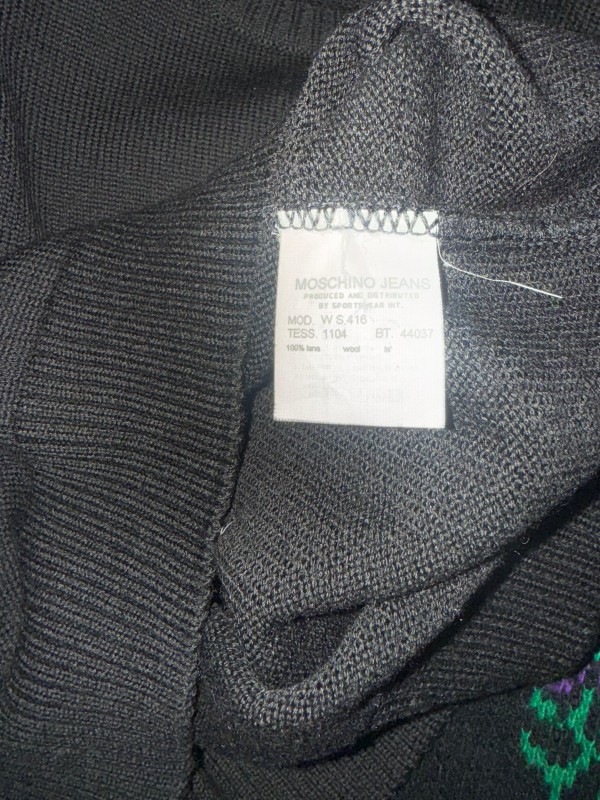 MOSCHINO JEANS
PRODUCED AND DISTRIBUTED
BY SPORTSWEAR INT.
MOD. W S.416
TESS. 1104 BT. 44037
100% lana wool